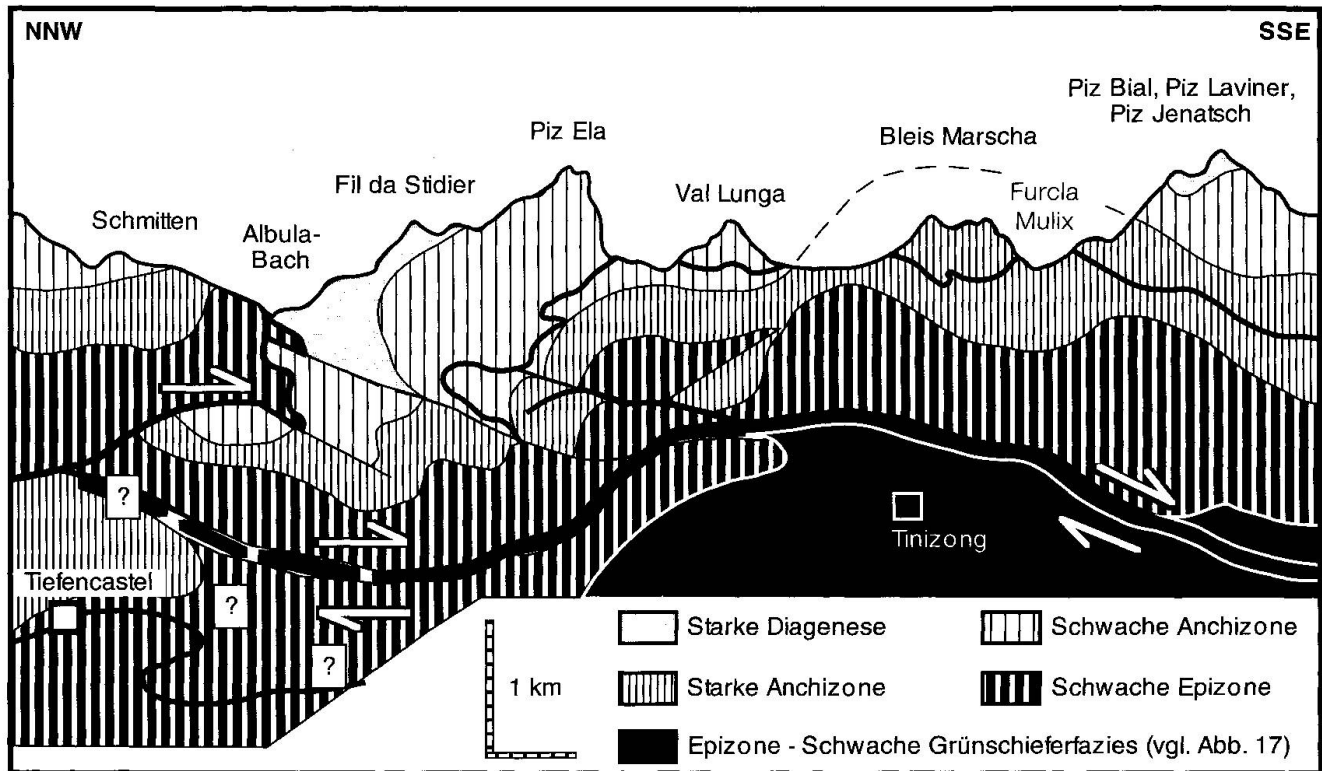 NNW
SSE
Piz Bial, Piz Laviner,
Piz Jenatsch
Piz Ela
Bleis Marscha
Fil da Stidier
Val Lunga
Furcla
Mulix
Schmitten
Albula-
Bach
?
Tinizong
Tiefencastel
?
?
1 km
Starke Diagenese
Schwache Anchizone
Starke Anchizone
Schwache Epizone
Epizone - Schwache Grünschieferfazies (vgl. Abb. 17)